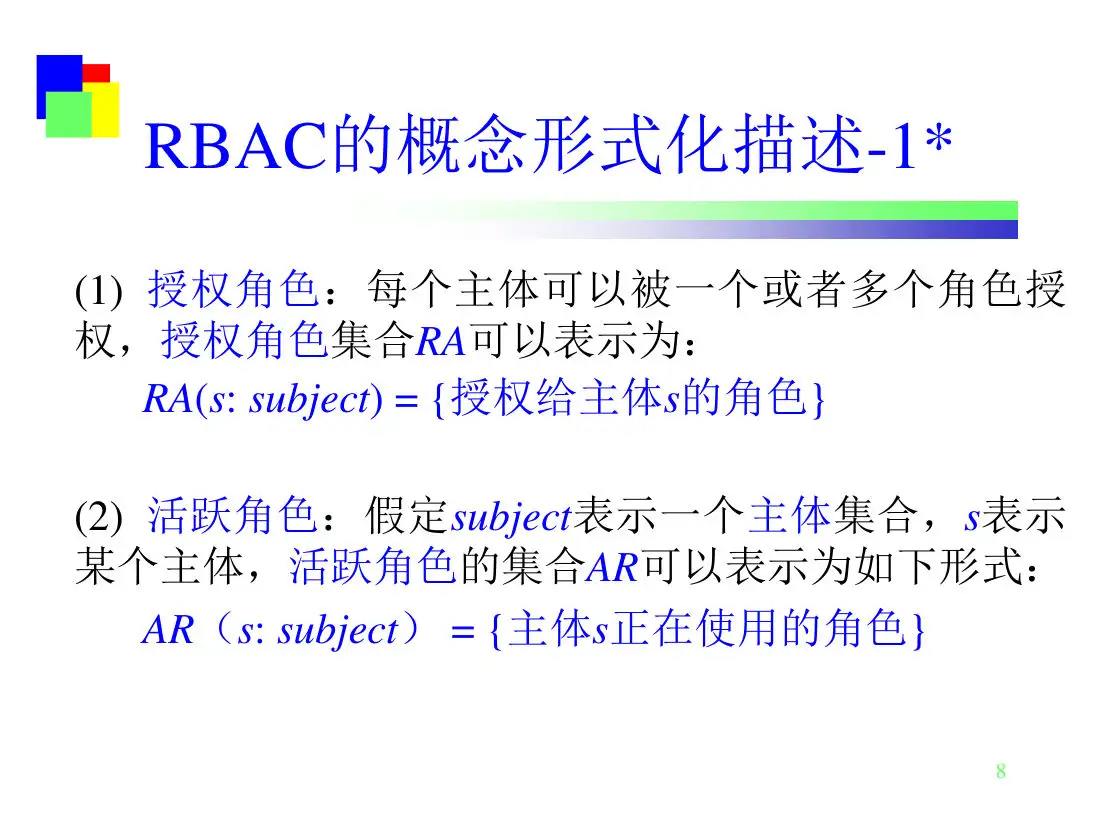 RBAC的概念形式化描述-1*
(1) 授权角色：每个主体可以被一个或者多个角色授
权，授权角色集合RA可以表示为：
RA(s: subject) = {授权给主体s的角色}
(2) 活跃角色：假定subject表示一个主体集合，s表示
某个主体，活跃角色的集合AR可以表示为如下形式：
AR（s: subject） = {主体s正在使用的角色}
8